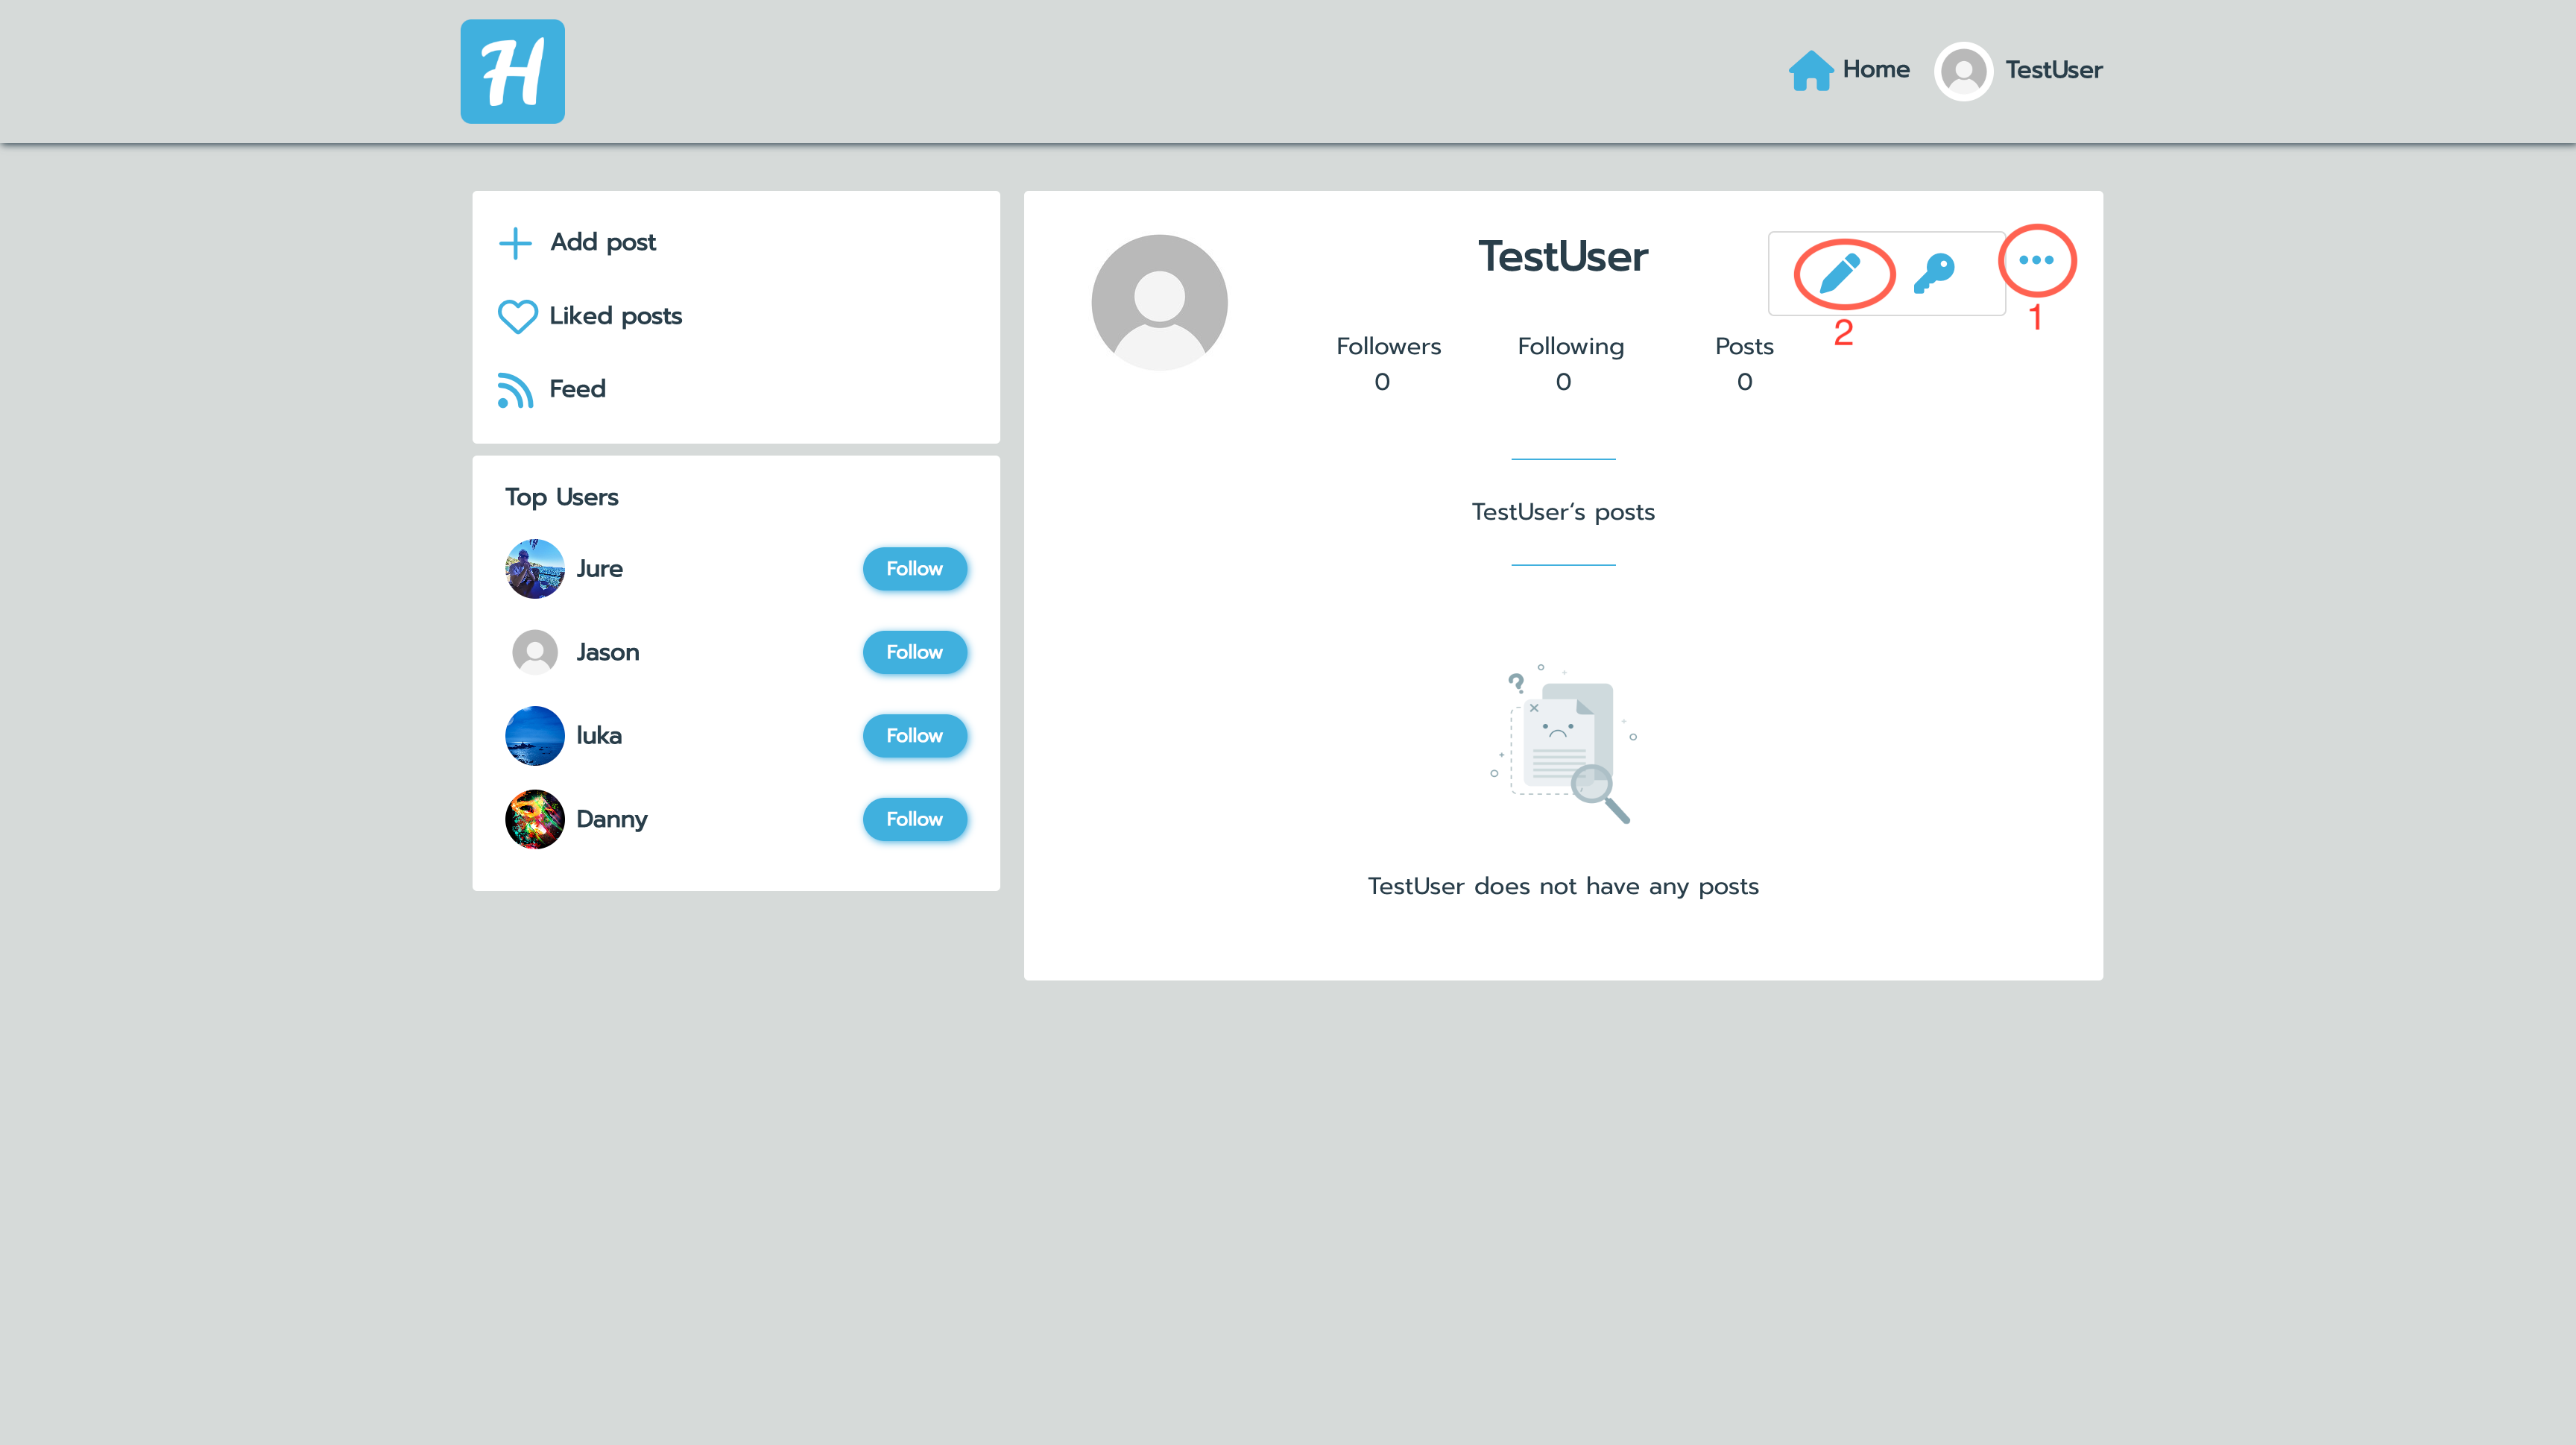 H
Home
TestUser
Add post
Liked posts
Feed
Top Users
Jure
Follow
Jason
Follow
luka
Follow
Danny
Follow
TestUser
1
2
Followers
Following
Posts
0
0
0
TestUser's posts
?
TestUser does not have any posts